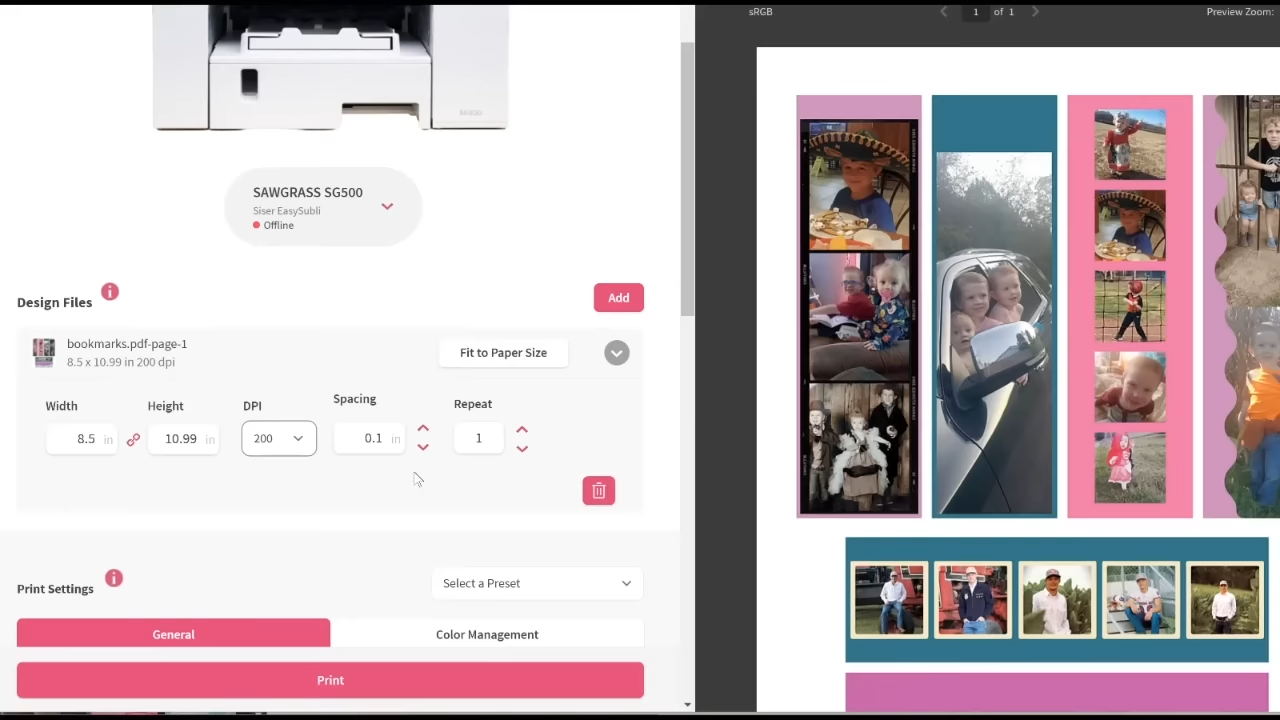 sRGB
1 of 1
Preview Zoom:
SAWGRASS SG500
Siser EasySubli
Offline
Design Files
Add
bookmarks.pdf-page-1
8.5 x 10.99 in 200 dpi
Fit to Paper Size
Width
Height
DPI
Spacing
Repeat
8.5 in
10.99 in
200
0.1 in
1
Print Settings
Select a Preset
General
Color Management
Print